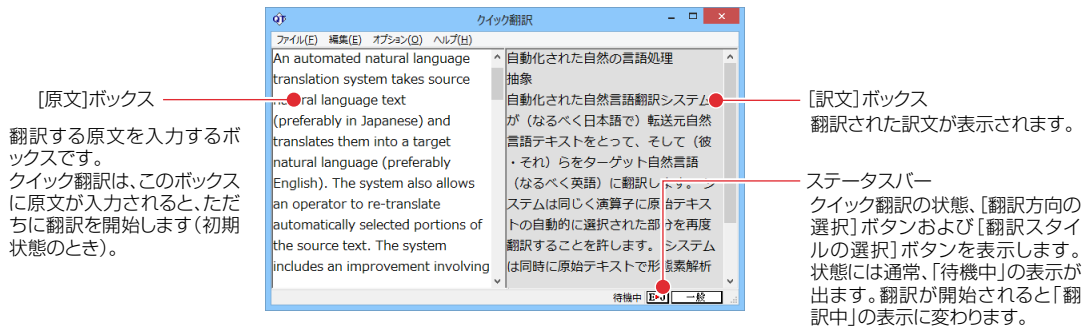 クイック翻訳
ファイル(F) 編集(E) オプション(O) ヘルプ(H)
An automated natural language
translation system takes source
ral language text
(preferably in Japanese) and
translates them into a target
natural language (preferably
English). The system also allows
an operator to re-translate
automatically selected portions of
the source text. The system
includes an improvement involving
自動化された自然の言語処理
抽象
自動化された自然言語翻訳システム
が（なるべく日本語で）転送元自然
言語テキストをとって、そして（彼
・それ）らをターゲット自然言語
（なるべく英語）に翻訳します。 シ
ステムは同じく演算子に原始テキス
トの自動的に選択された部分を再度
翻訳することを許します。 システム
は同時に原始テキストで形態素解析
待機中 E▸J 一般
[原文]ボックス
翻訳する原文を入力するボ
ックスです。
クイック翻訳は、このボックス
に原文が入力されると、ただ
ちに翻訳を開始します（初期
状態のとき）。
[訳文]ボックス
翻訳された訳文が表示されます。
ステータスバー
クイック翻訳の状態、[翻訳方向の
選択]ボタンおよび[翻訳スタイ
ルの選択]ボタンを表示します。
状態には通常、「待機中」の表示が
出ます。翻訳が開始されると「翻
訳中」の表示に変わります。